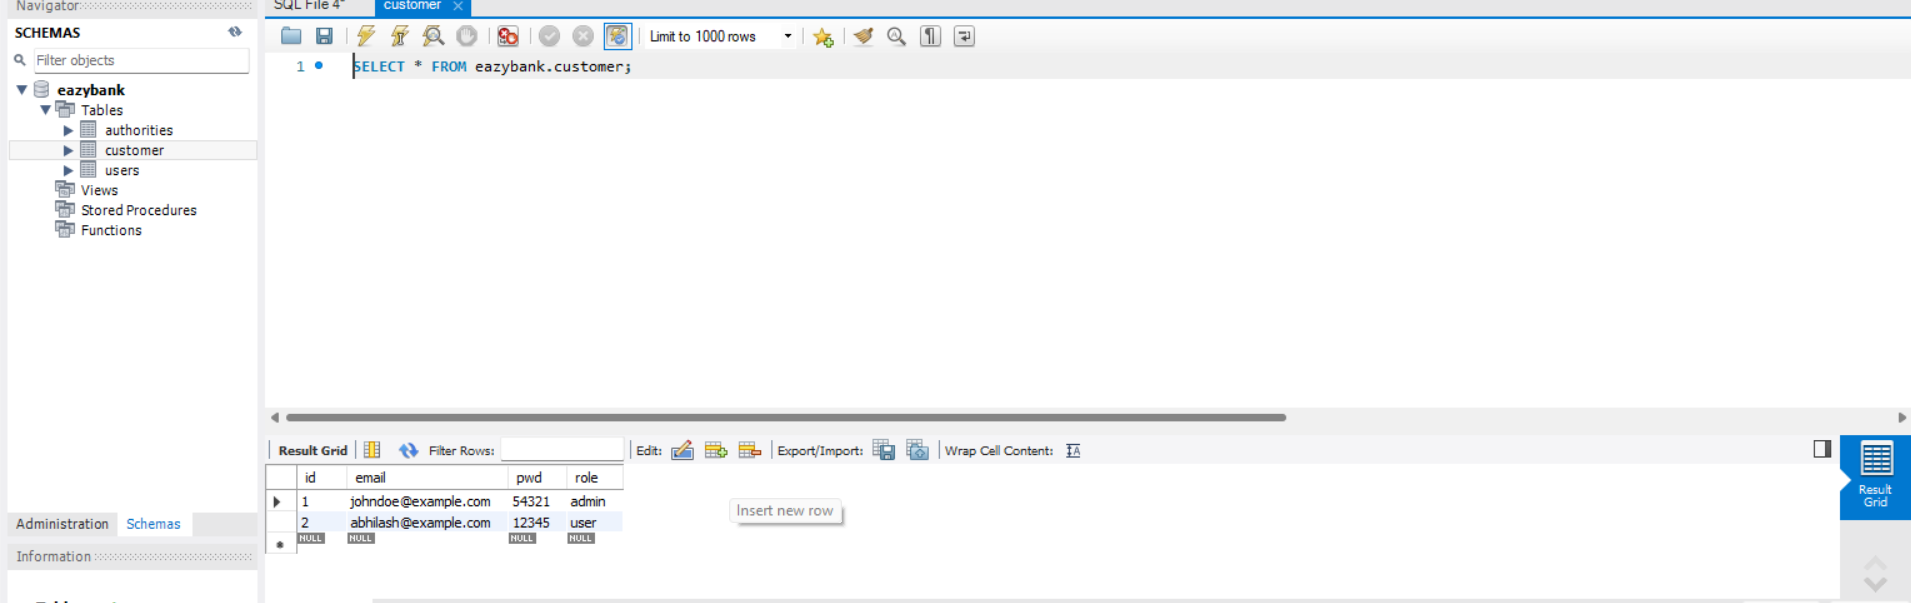 Navigator
SCHEMAS
Filter objects
eazybank
Tables
authorities
customer
users
Views
Stored Procedures
Functions
Administration Schemas
Information
SQL File 4* customer
Limit to 1000 rows
1 SELECT * FROM eazybank.customer;
Result Grid Filter Rows: Edit: Export/Import: Wrap Cell Content:
id email pwd role
1 johndoe@example.com 54321 admin
2 abhilash@example.com 12345 user
NULL NULL NULL NULL
Insert new row
Result
Grid